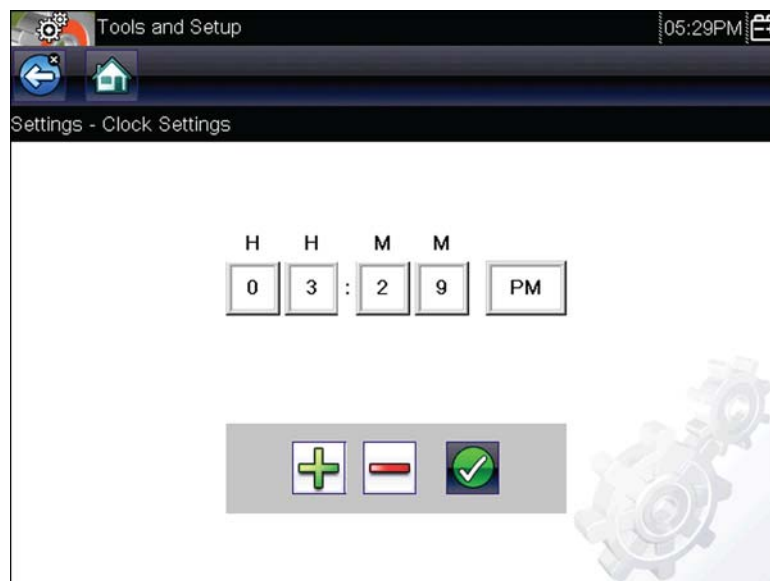 Tools and Setup 05:29PM
Settings - Clock Settings
H H M M
0 3 : 2 9 PM